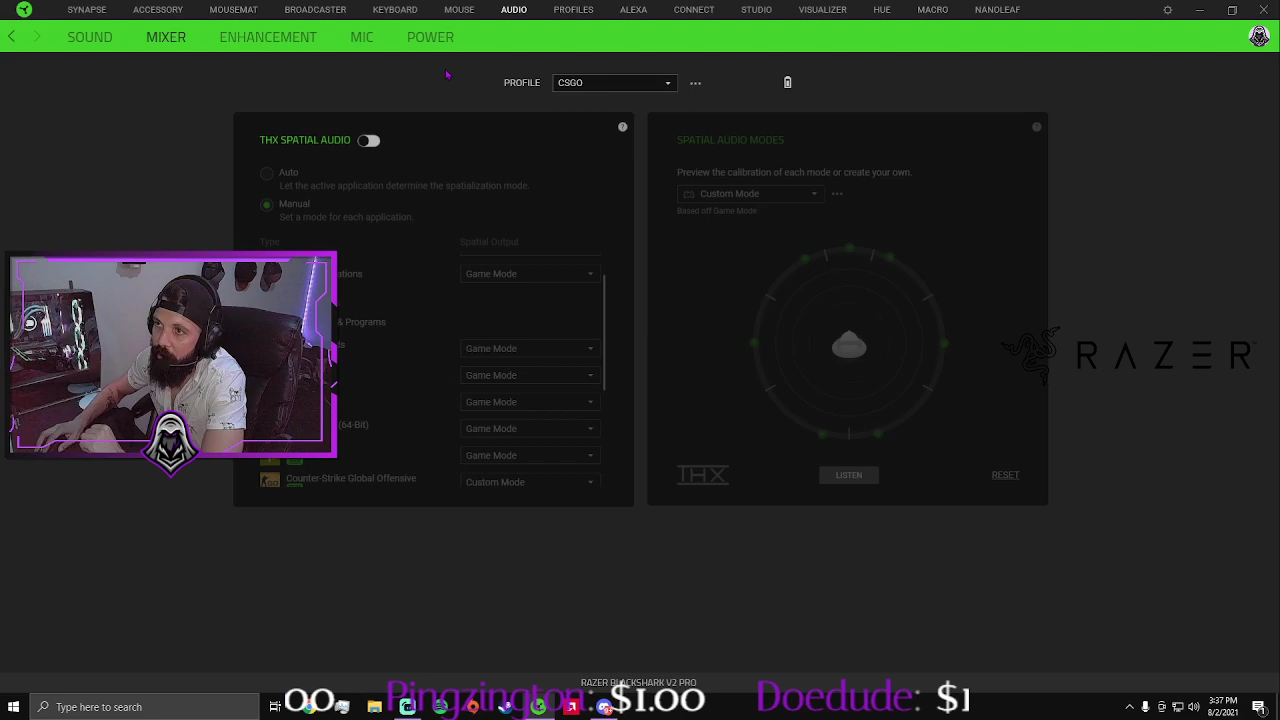 SYNAPSE ACCESSORY MOUSEMAT BROADCASTER KEYBOARD MOUSE AUDIO PROFILES ALEXA CONNECT STUDIO VISUALIZER HUE MACRO NANOLEAF
SOUND MIXER ENHANCEMENT MIC POWER
PROFILE CSGO
THX SPATIAL AUDIO
Auto
Let the active application determine the spatialization mode.
Manual
Set a mode for each application.
Type Spatial Output
ations Game Mode
& Programs
ls Game Mode
Game Mode
Game Mode
(64-Bit) Game Mode
Game Mode
Counter-Strike Global Offensive Custom Mode
SPATIAL AUDIO MODES
Preview the calibration of each mode or create your own.
Custom Mode
Based off Game Mode
THX LISTEN RESET
RAZER
RAZER BLACKSHARK V2 PRO
00 Pingzington: $1.00 Doedude: $1
Type here to search
3:37 PM
8/2/2021